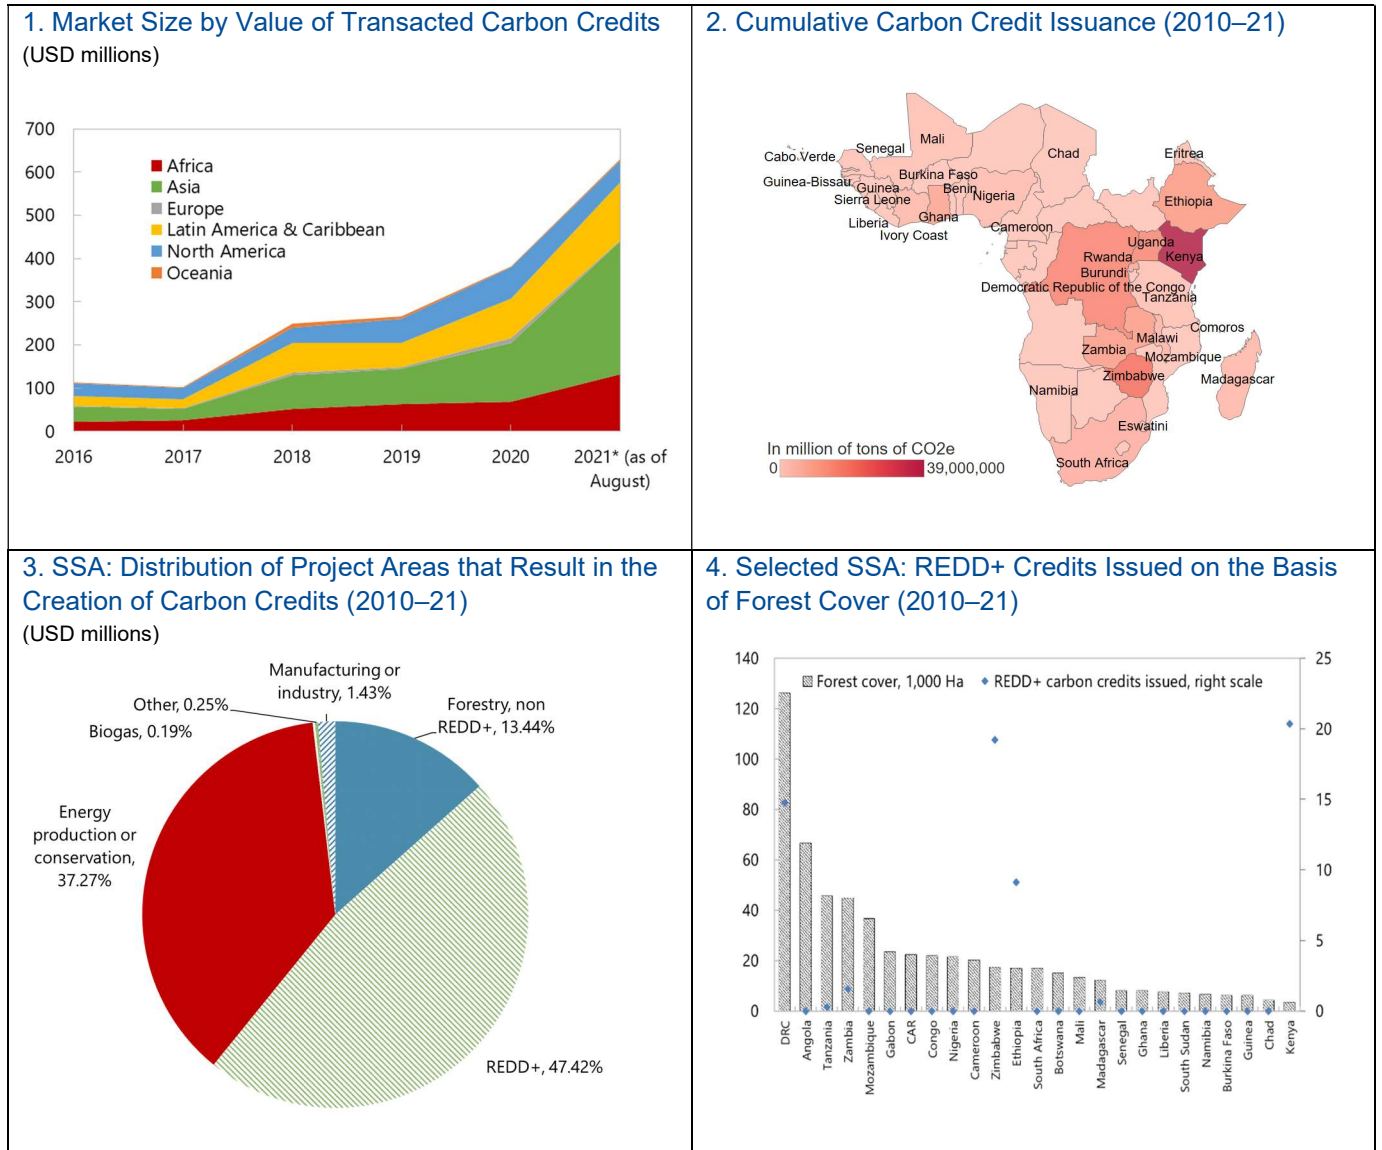 1. Market Size by Value of Transacted Carbon Credits
(USD millions)
700
600
500
400
300
200
100
0
Africa
Asia
Europe
Latin America & Caribbean
North America
Oceania
2016
2017
2018
2019
2020
2021* (as of
August)
2. Cumulative Carbon Credit Issuance (2010–21)
Mali
Chad
Eritrea
Cabo Verde
Senegal
Burkina Faso
Guinea-Bissau
Guinea
Benin
Nigeria
Sierra Leone
Ethiopia
Ghana
Liberia
Ivory Coast
Cameroon
Uganda
Rwanda
Kenya
Burundi
Democratic Republic of the Congo
Tanzania
Comoros
Malawi
Zambia
Mozambique
Zimbabwe
Madagascar
Namibia
Eswatini
South Africa
In million of tons of CO2e
0
39,000,000
3. SSA: Distribution of Project Areas that Result in the
Creation of Carbon Credits (2010–21)
(USD millions)
Manufacturing or
industry, 1.43%
Other, 0.25%
Biogas, 0.19%
Forestry, non
REDD+, 13.44%
Energy
production or
conservation,
37.27%
REDD+, 47.42%
4. Selected SSA: REDD+ Credits Issued on the Basis
of Forest Cover (2010–21)
140
120
100
80
60
40
20
0
Forest cover, 1,000 Ha
REDD+ carbon credits issued, right scale
25
20
15
10
5
0
DRC
Angola
Tanzania
Zambia
Mozambique
Gabon
CAR
Congo
Nigeria
Cameroon
Zimbabwe
Ethiopia
South Africa
Botswana
Mali
Madagascar
Senegal
Ghana
Liberia
South Sudan
Namibia
Burkina Faso
Guinea
Chad
Kenya